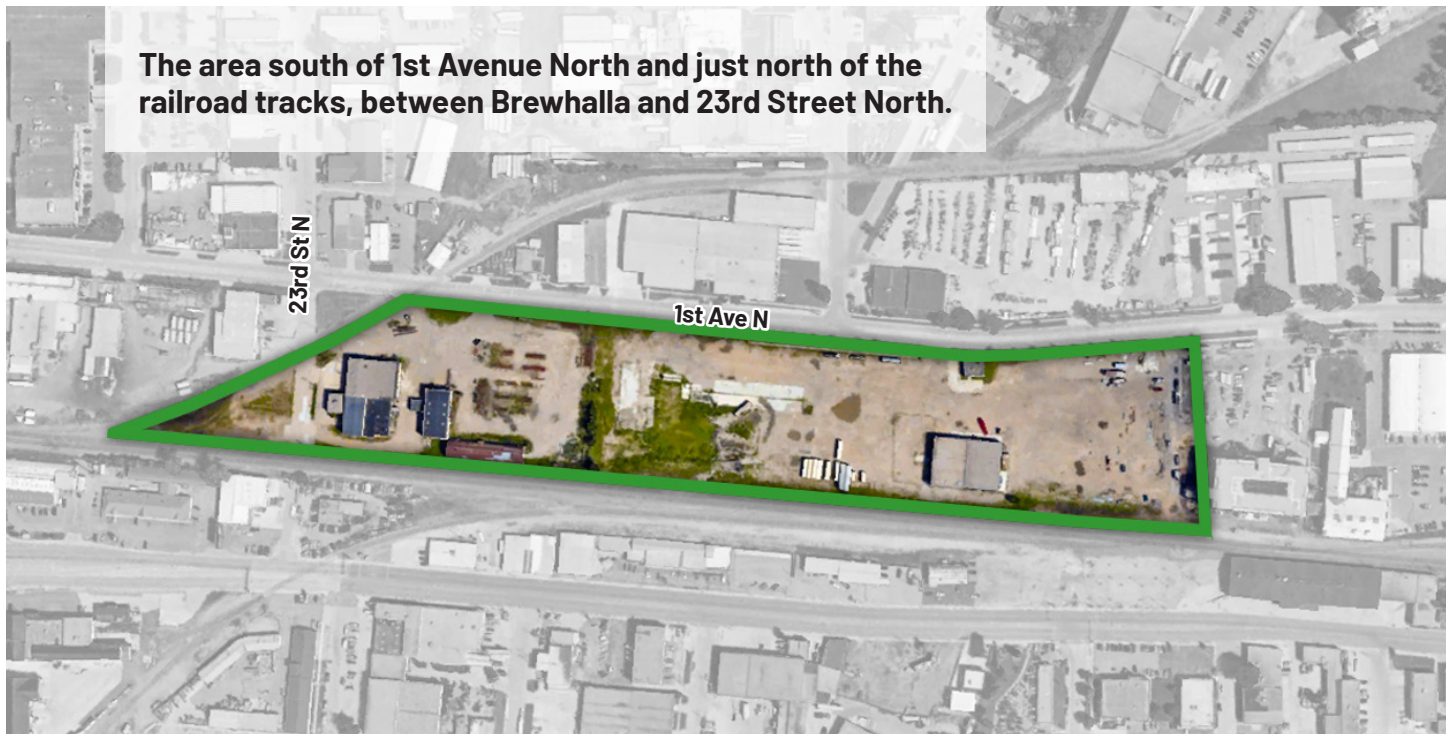 The area south of 1st Avenue North and just north of the
railroad tracks, between Brewhalla and 23rd Street North.
23rd St N
1st Ave N